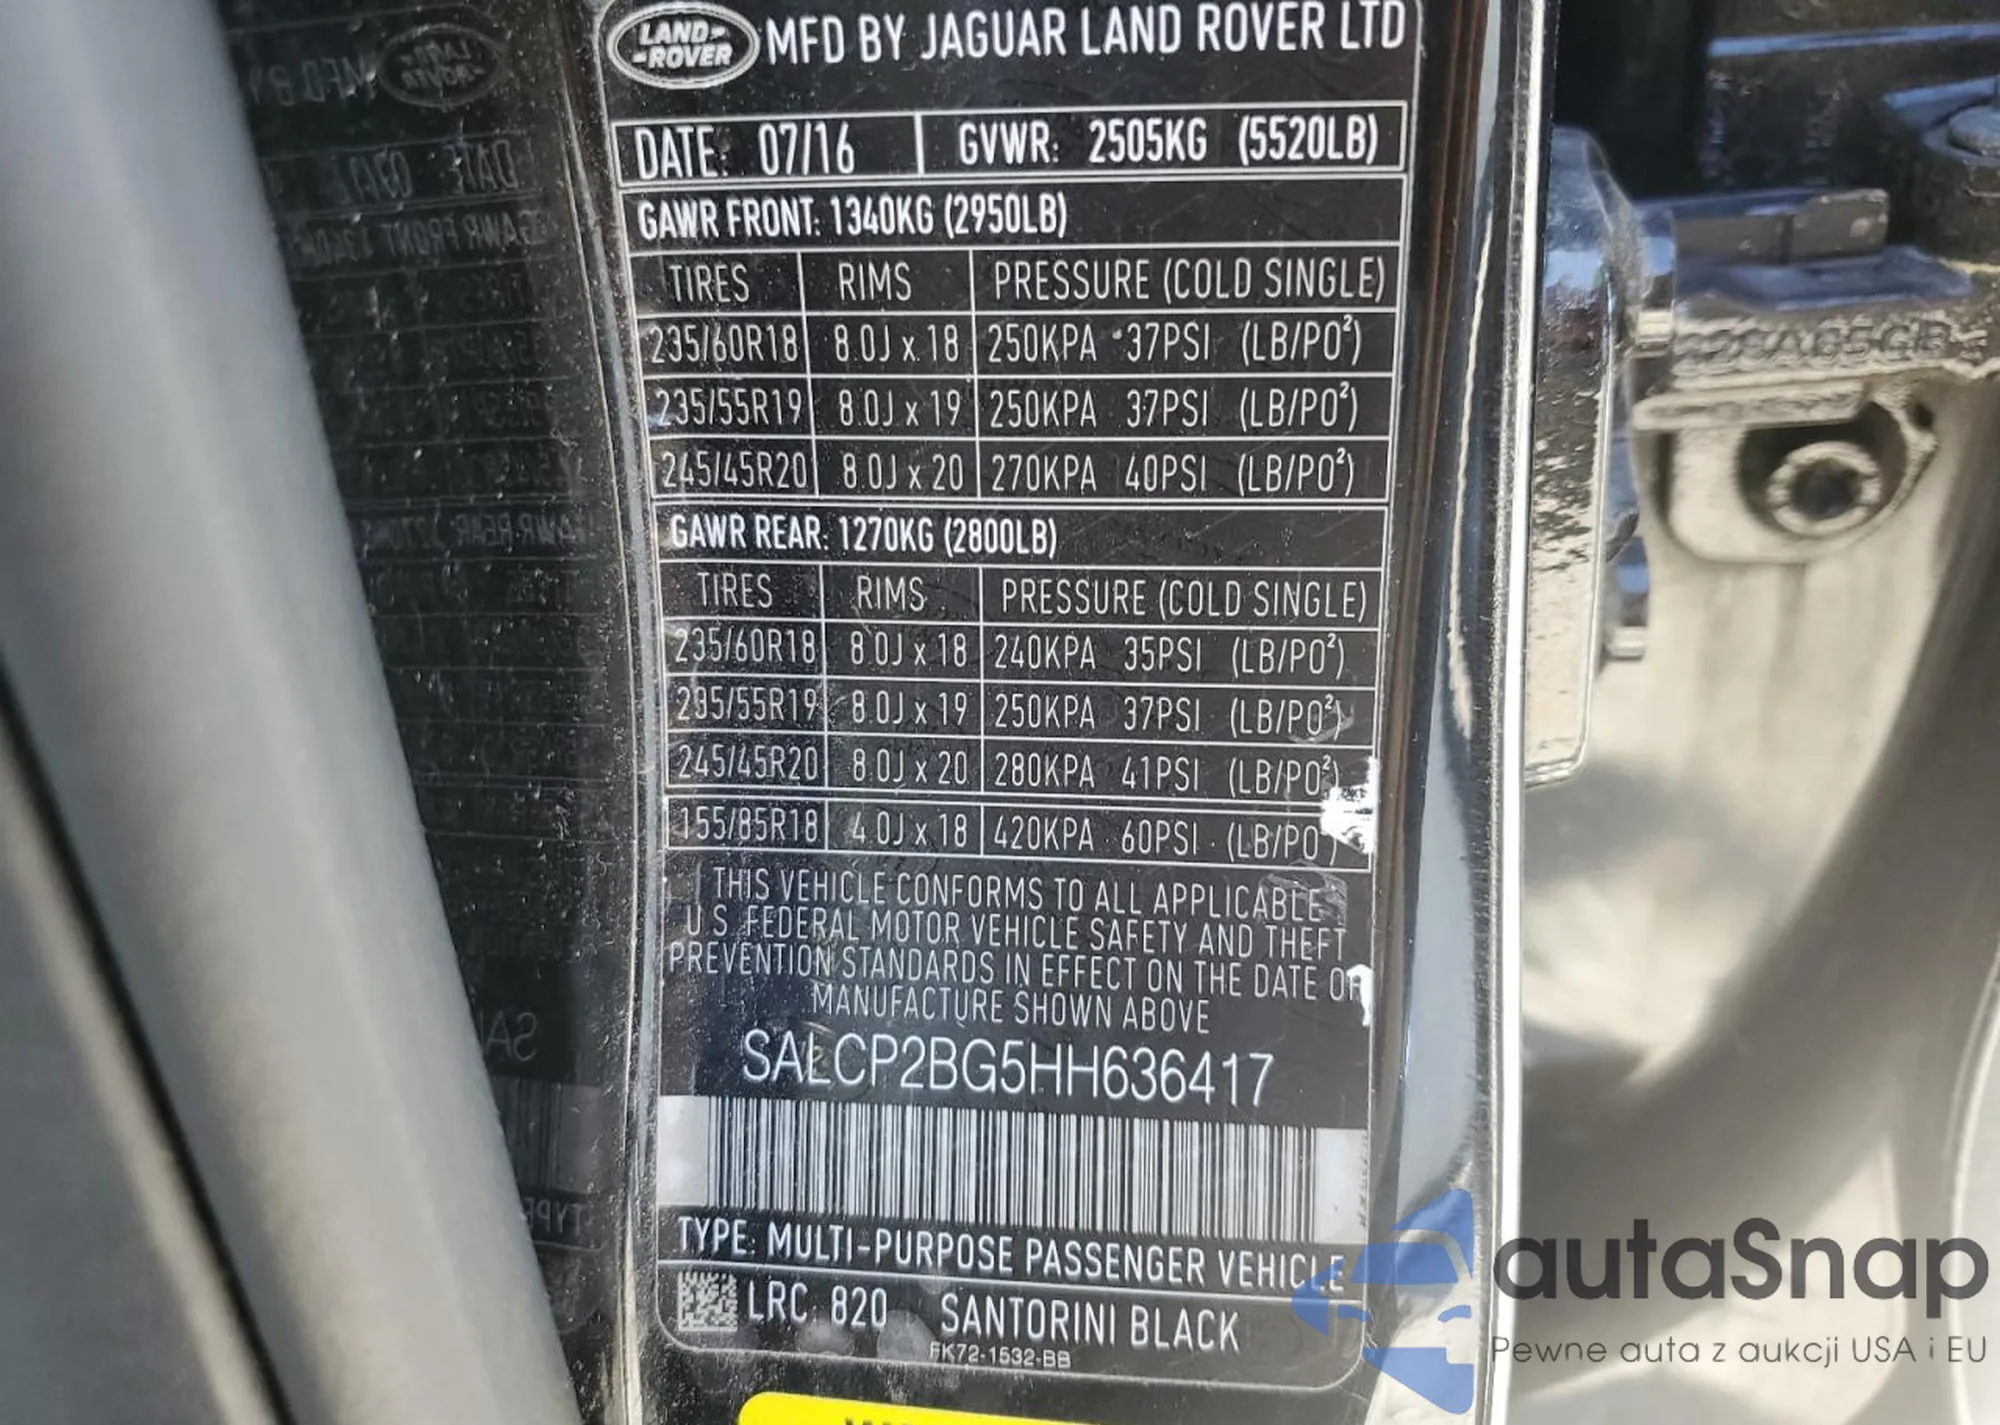 LAND-
-ROVER
MFD BY JAGUAR LAND ROVER LTD
DATE: 07/16 GVWR: 2505KG (5520LB)
GAWR FRONT: 1340KG (2950LB)
TIRES RIMS PRESSURE (COLD SINGLE)
235/60R18 8.0J x 18 250KPA 37PSI (LB/PO²)
235/55R19 8.0J x 19 250KPA 37PSI (LB/PO²)
245/45R20 8.0J x 20 270KPA 40PSI (LB/PO²)
GAWR REAR: 1270KG (2800LB)
TIRES RIMS PRESSURE (COLD SINGLE)
235/60R18 8.0J x 18 240KPA 35PSI (LB/PO²)
235/55R19 8.0J x 19 250KPA 37PSI (LB/PO²)
245/45R20 8.0J x 20 280KPA 41PSI (LB/PO²)
155/85R18 4.0J x 18 420KPA 60PSI (LB/PO²)
THIS VEHICLE CONFORMS TO ALL APPLICABLE
U.S. FEDERAL MOTOR VEHICLE SAFETY AND THEFT
PREVENTION STANDARDS IN EFFECT ON THE DATE OF
MANUFACTURE SHOWN ABOVE
SALCP2BG5HH636417
TYPE: MULTI-PURPOSE PASSENGER VEHICLE
LRC 820 SANTORINI BLACK
FK72-1532-BB
autaSnap
Pewne auta z aukcji USA i EU